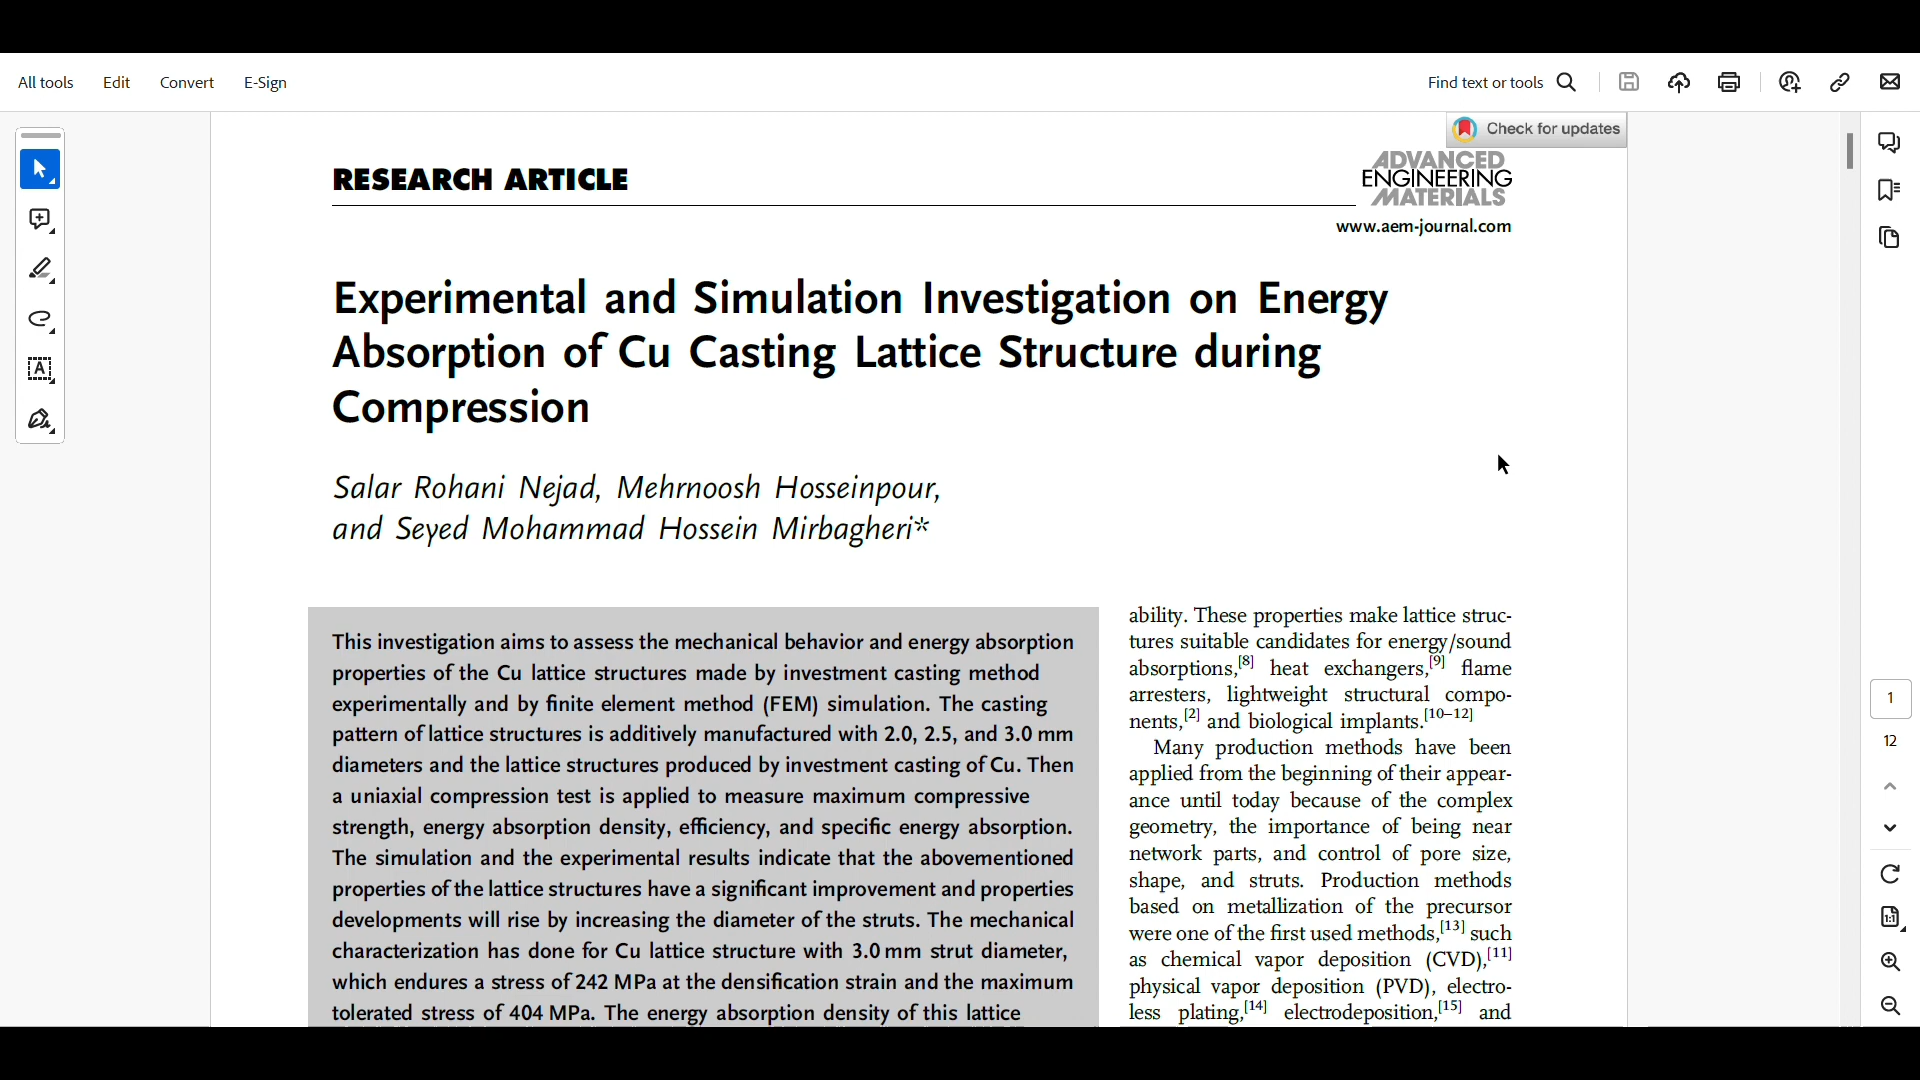 All tools Edit Convert E-Sign Find text or tools
Check for updates
RESEARCH ARTICLE
ADVANCED
ENGINEERING
MATERIALS
www.aem-journal.com
Experimental and Simulation Investigation on Energy
Absorption of Cu Casting Lattice Structure during
Compression
Salar Rohani Nejad, Mehrnoosh Hosseinpour,
and Seyed Mohammad Hossein Mirbagheri*
This investigation aims to assess the mechanical behavior and energy absorption
properties of the Cu lattice structures made by investment casting method
experimentally and by finite element method (FEM) simulation. The casting
pattern of lattice structures is additively manufactured with 2.0, 2.5, and 3.0 mm
diameters and the lattice structures produced by investment casting of Cu. Then
a uniaxial compression test is applied to measure maximum compressive
strength, energy absorption density, efficiency, and specific energy absorption.
The simulation and the experimental results indicate that the abovementioned
properties of the lattice structures have a significant improvement and properties
developments will rise by increasing the diameter of the struts. The mechanical
characterization has done for Cu lattice structure with 3.0 mm strut diameter,
which endures a stress of 242 MPa at the densification strain and the maximum
tolerated stress of 404 MPa. The energy absorption density of this lattice
ability. These properties make lattice struc-
tures suitable candidates for energy/sound
absorptions,[8] heat exchangers,[9] flame
arresters, lightweight structural compo-
nents,[2] and biological implants.[10–12]
Many production methods have been
applied from the beginning of their appear-
ance until today because of the complex
geometry, the importance of being near
network parts, and control of pore size,
shape, and struts. Production methods
based on metallization of the precursor
were one of the first used methods,[13] such
as chemical vapor deposition (CVD),[11]
physical vapor deposition (PVD), electro-
less plating,[14] electrodeposition,[15] and
1
12